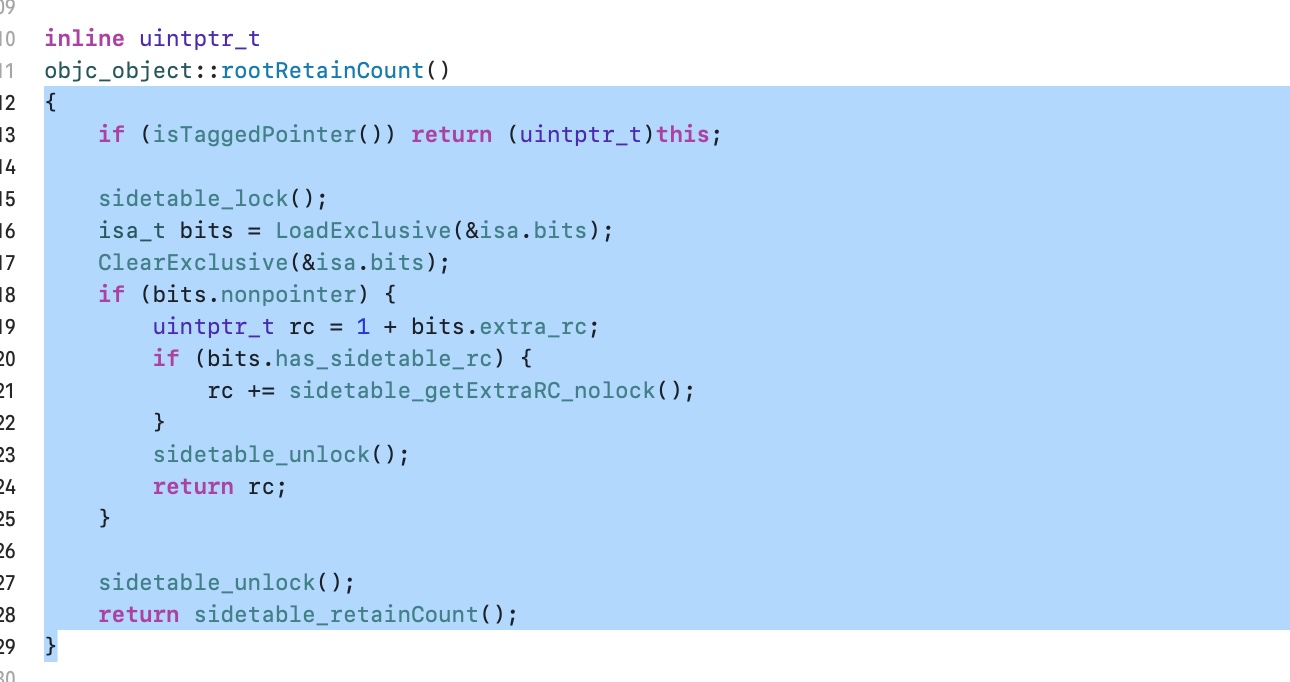 09
10 inline uintptr_t
11 objc_object::rootRetainCount()
12 {
13     if (isTaggedPointer()) return (uintptr_t)this;
14
15     sidetable_lock();
16     isa_t bits = LoadExclusive(&isa.bits);
17     ClearExclusive(&isa.bits);
18     if (bits.nonpointer) {
19         uintptr_t rc = 1 + bits.extra_rc;
20         if (bits.has_sidetable_rc) {
21             rc += sidetable_getExtraRC_nolock();
22         }
23         sidetable_unlock();
24         return rc;
25     }
26
27     sidetable_unlock();
28     return sidetable_retainCount();
29 }
30